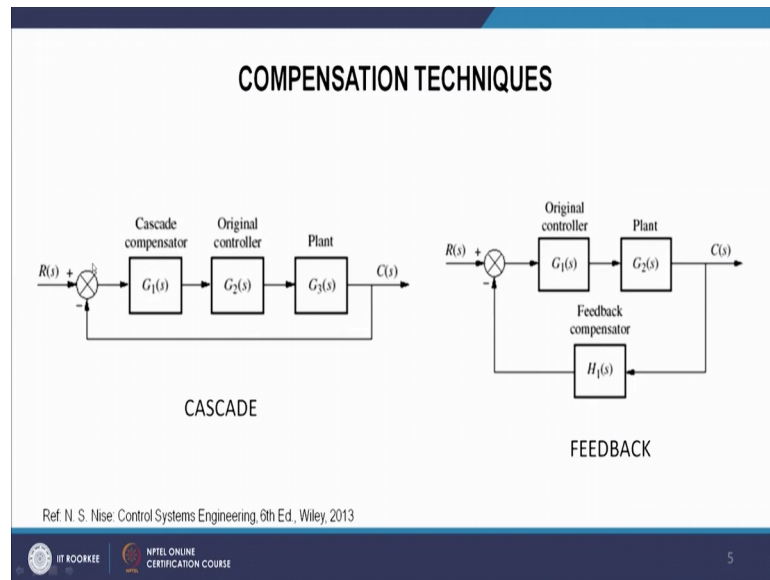 COMPENSATION TECHNIQUES
Cascade
compensator
Original
controller
Plant
R(s) + 
G₁(s)
G₂(s)
G₃(s)
C(s)
−
CASCADE
Original
controller
Plant
R(s) +
G₁(s)
G₂(s)
C(s)
−
Feedback
compensator
H₁(s)
FEEDBACK
Ref: N. S. Nise: Control Systems Engineering, 6th Ed., Wiley, 2013
IIT ROORKEE
NPTEL
NPTEL ONLINE
CERTIFICATION COURSE
5